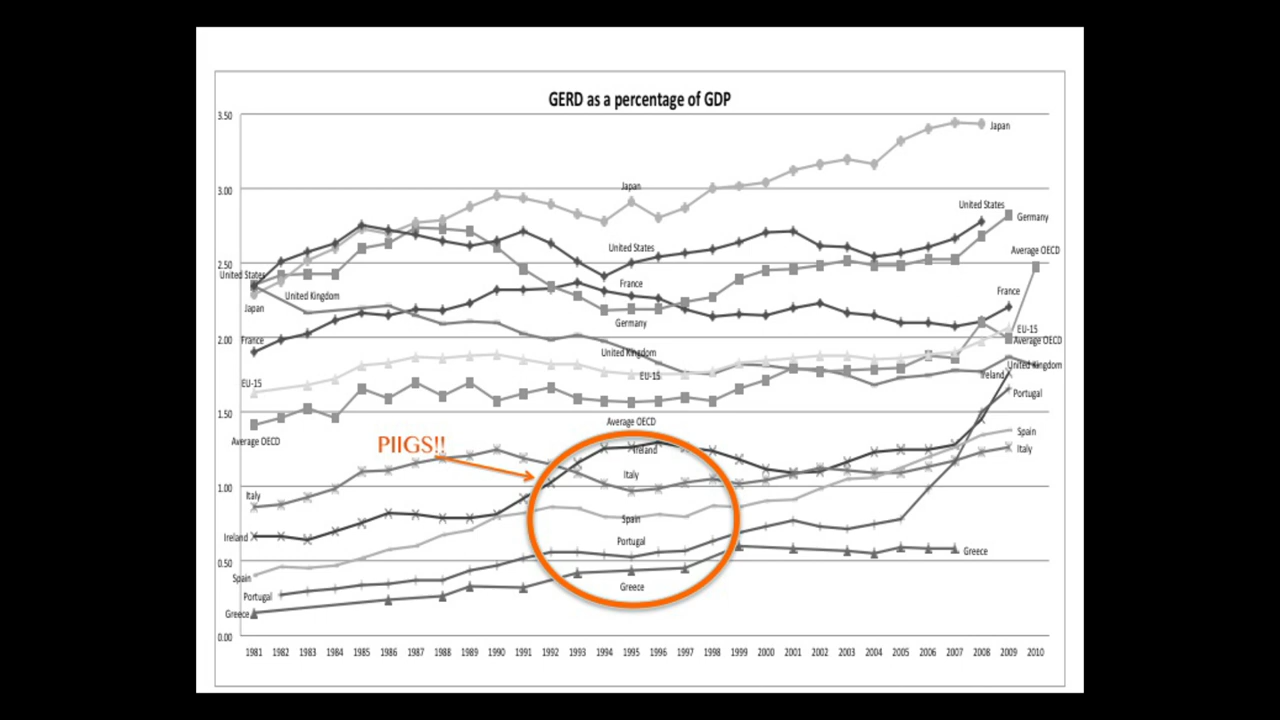 GERD as a percentage of GDP
3.50
Japan
United States
Germany
3.00
Japan
United States
Average OECD
2.50
United States
France
France
United Kingdom
Japan
Germany
EU-15
2.00
France
Average OECD
United Kingdom
United Kingdom
EU-15
Ireland
EU-15
Portugal
1.50
Average OECD
Spain
Average OECD
PIIGS!!
Ireland
Italy
Italy
1.00
Italy
Spain
Ireland
Portugal
0.50
Greece
Spain
Greece
Portugal
Greece
0.00
1981 1982 1983 1984 1985 1986 1987 1988 1989 1990 1991 1992 1993 1994 1995 1996 1997 1998 1999 2000 2001 2002 2003 2004 2005 2006 2007 2008 2009 2010